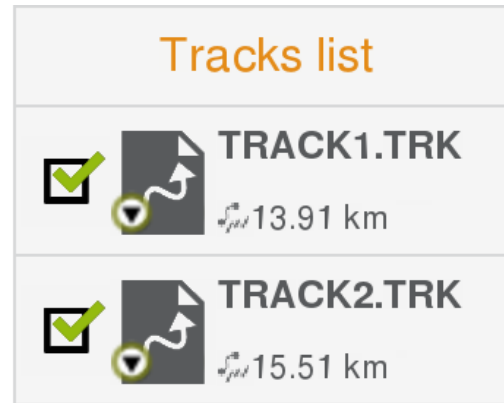 Tracks list
TRACK1.TRK
13.91 km
TRACK2.TRK
15.51 km